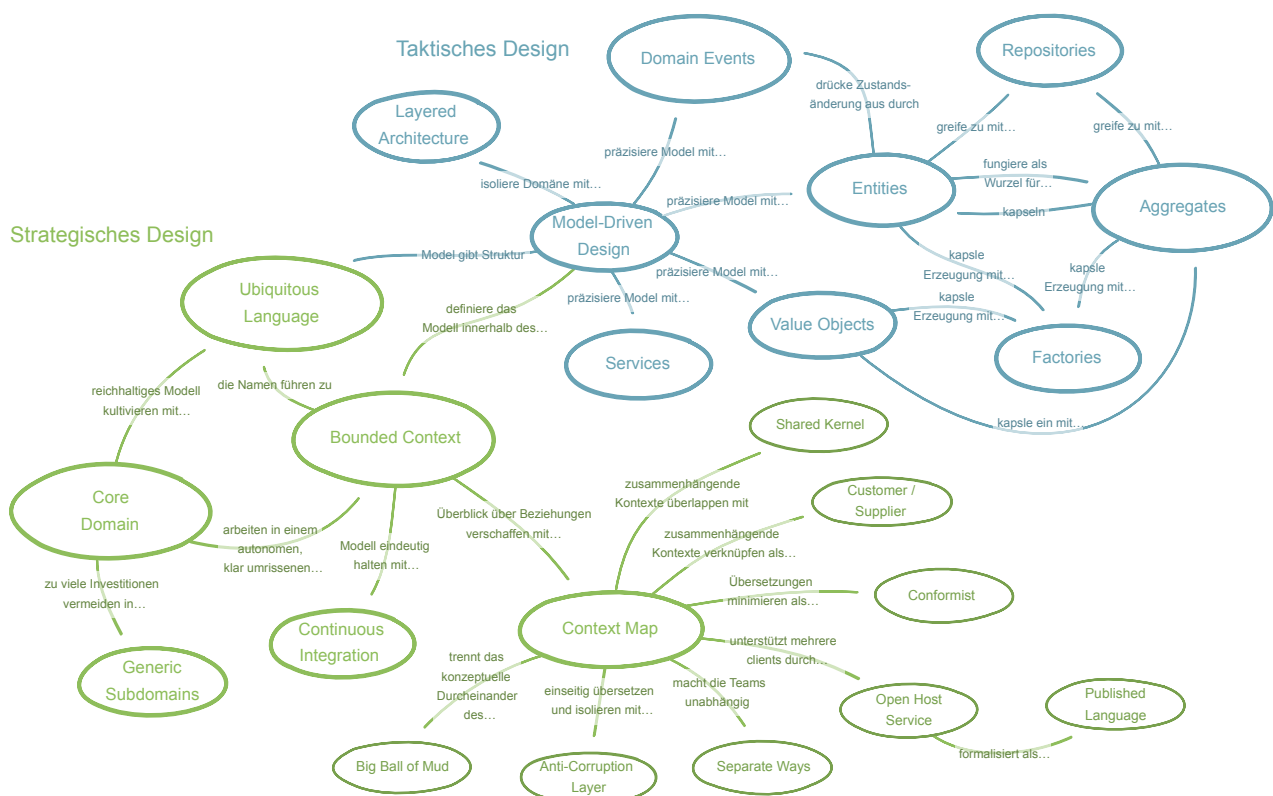 Taktisches Design
Domain Events
Repositories
drücke Zustands-
änderung aus durch
Layered
Architecture
greife zu mit…
greife zu mit…
präzisiere Model mit…
isoliere Domäne mit…
fungiere als
Wurzel für…
Entities
Aggregates
präzisiere Model mit…
kapseln
Model-Driven
Design
Strategisches Design
Model gibt Struktur
präzisiere Model mit…
kapsle
Erzeugung mit…
kapsle
Erzeugung mit…
Ubiquitous
Language
definiere das
Modell innerhalb des…
präzisiere Model mit…
kapsle
Erzeugung mit…
Value Objects
Services
Factories
reichhaltiges Modell
kultivieren mit…
die Namen führen zu
kapsle ein mit…
Bounded Context
Shared Kernel
Core
Domain
zusammenhängende
Kontexte überlappen mit
Customer /
Supplier
arbeiten in einem
autonomen,
klar umrissenen…
Modell eindeutig
halten mit…
Überblick über Beziehungen
verschaffen mit…
zusammenhängende
Kontexte verknüpfen als…
zu viele Investitionen
vermeiden in…
Übersetzungen
minimieren als…
Conformist
Continuous
Integration
Context Map
unterstützt mehrere
clients durch…
Generic
Subdomains
trennt das
konzeptuelle
Durcheinander
des…
einseitig übersetzen
und isolieren mit…
macht die Teams
unabhängig
Open Host
Service
Published
Language
formalisiert als…
Big Ball of Mud
Anti-Corruption
Layer
Separate Ways